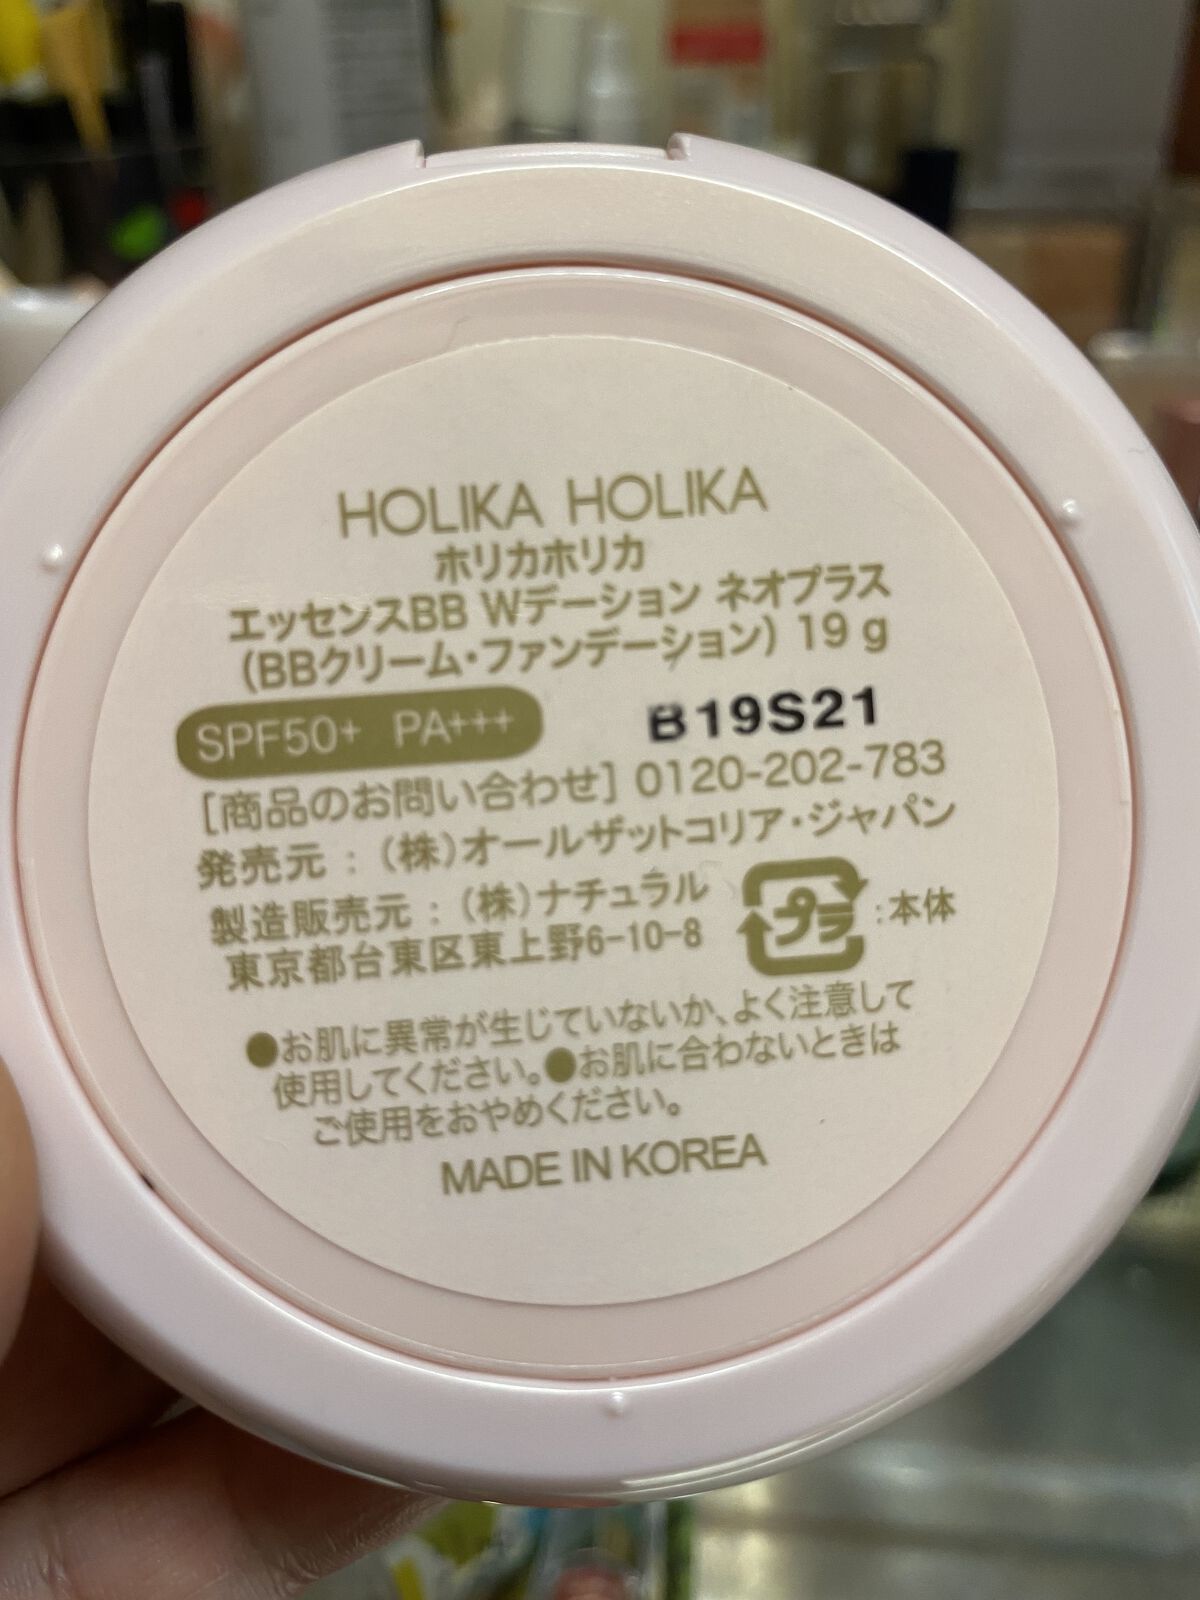 HOLIKA HOLIKA
ホリカホリカ
エッセンスBB Wデーション ネオプラス
(BBクリーム・ファンデーション) 19 g
SPF50+ PA+++ B19S21
[商品のお問い合わせ] 0120-202-783
発売元：(株)オールザットコリア・ジャパン
製造販売元：(株)ナチュラル
東京都台東区東上野6-10-8
プラ :本体
●お肌に異常が生じていないか、よく注意して
使用してください。●お肌に合わないときは
ご使用をおやめください。
MADE IN KOREA